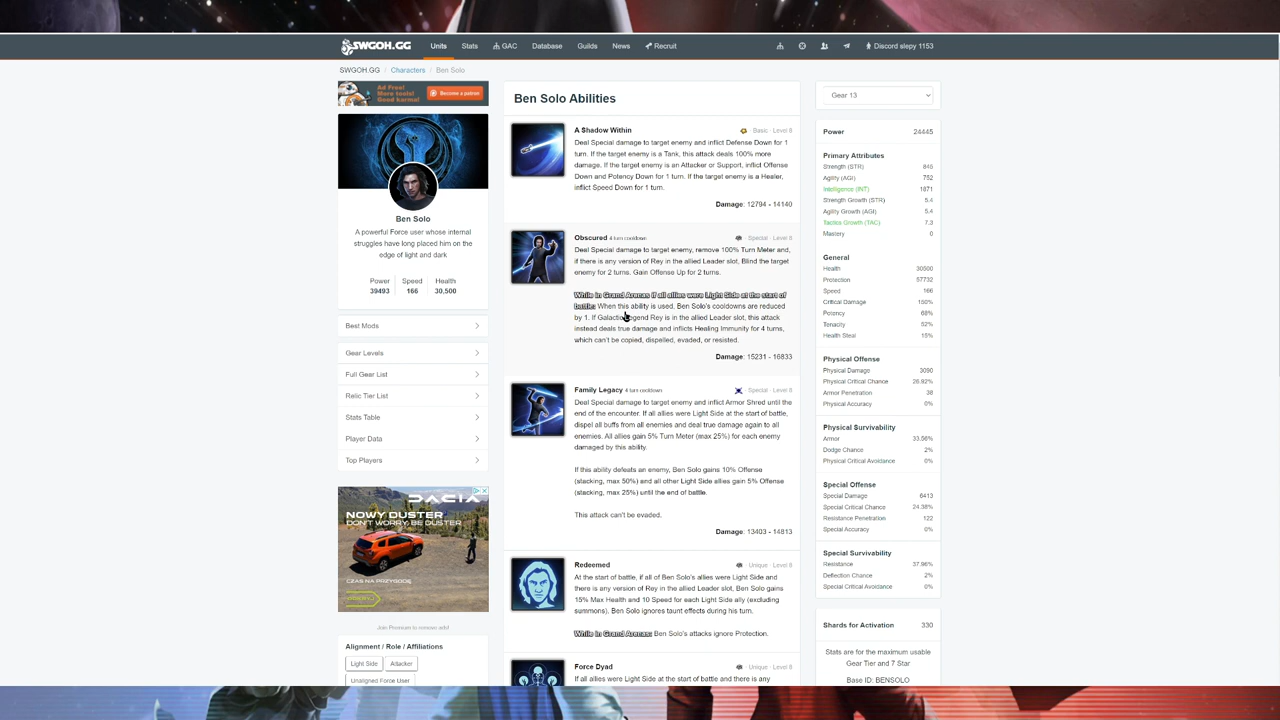 SWGOH.GG
Units
Stats
GAC
Database
Guilds
News
Recruit
Discord slepy 1153
SWGOH.GG / Characters / Ben Solo
Ad Free!
More tools!
Good karma!
Become a patron
Ben Solo
A powerful Force user whose internal
struggles have long placed him on the
edge of light and dark
Power Speed Health
39493 166 30,500
Best Mods
Gear Levels
Full Gear List
Relic Tier List
Stats Table
Player Data
Top Players
DACIA
NOWY DUSTER
DON'T WORRY, BE DUSTER
CZAS NA PRZYGODĘ
Join Premium to remove ads!
Alignment / Role / Affiliations
Light Side
Attacker
Unaligned Force User
Ben Solo Abilities
A Shadow Within
Basic · Level 8
Deal Special damage to target enemy and inflict Defense Down for 1
turn. If the target enemy is a Tank, this attack deals 100% more
damage. If the target enemy is an Attacker or Support, inflict Offense
Down and Potency Down for 1 turn. If the target enemy is a Healer,
inflict Speed Down for 1 turn.
Damage: 12794 - 14140
Obscured 4 turn cooldown
Special · Level 8
Deal Special damage to target enemy, remove 100% Turn Meter and,
if there is any version of Rey in the allied Leader slot, Blind the target
enemy for 2 turns. Gain Offense Up for 2 turns.
While in Grand Arenas if all allies were Light Side at the start of
battle: When this ability is used, Ben Solo's cooldowns are reduced
by 1. If Galactic Legend Rey is in the allied Leader slot, this attack
instead deals true damage and inflicts Healing Immunity for 4 turns,
which can't be copied, dispelled, evaded, or resisted.
Damage: 15231 - 16833
Family Legacy 4 turn cooldown
Special · Level 8
Deal Special damage to target enemy and inflict Armor Shred until the
end of the encounter. If all allies were Light Side at the start of battle,
dispel all buffs from all enemies and deal true damage again to all
enemies. All allies gain 5% Turn Meter (max 25%) for each enemy
damaged by this ability.
If this ability defeats an enemy, Ben Solo gains 10% Offense
(stacking, max 50%) and all other Light Side allies gain 5% Offense
(stacking, max 25%) until the end of battle.
This attack can't be evaded.
Damage: 13403 - 14813
Redeemed
Unique · Level 8
At the start of battle, if all of Ben Solo's allies were Light Side and
there is any version of Rey in the allied Leader slot, Ben Solo gains
15% Max Health and 10 Speed for each Light Side ally (excluding
summons). Ben Solo ignores taunt effects during his turn.
While in Grand Arenas: Ben Solo's attacks ignore Protection.
Force Dyad
Unique · Level 8
If all allies were Light Side at the start of battle and there is any
Gear 13
Power 24445
Primary Attributes
Strength (STR) 845
Agility (AGI) 752
Intelligence (INT) 1071
Strength Growth (STR) 5.4
Agility Growth (AGI) 5.4
Tactics Growth (TAC) 7.3
Mastery 0
General
Health 30500
Protection 57732
Speed 166
Critical Damage 150%
Potency 68%
Tenacity 52%
Health Steal 15%
Physical Offense
Physical Damage 3090
Physical Critical Chance 26.92%
Armor Penetration 38
Physical Accuracy 0%
Physical Survivability
Armor 33.56%
Dodge Chance 2%
Physical Critical Avoidance 0%
Special Offense
Special Damage 6413
Special Critical Chance 24.38%
Resistance Penetration 122
Special Accuracy 0%
Special Survivability
Resistance 37.96%
Deflection Chance 2%
Special Critical Avoidance 0%
Shards for Activation 330
Stats are for the maximum usable
Gear Tier and 7 Star
Base ID: BENSOLO